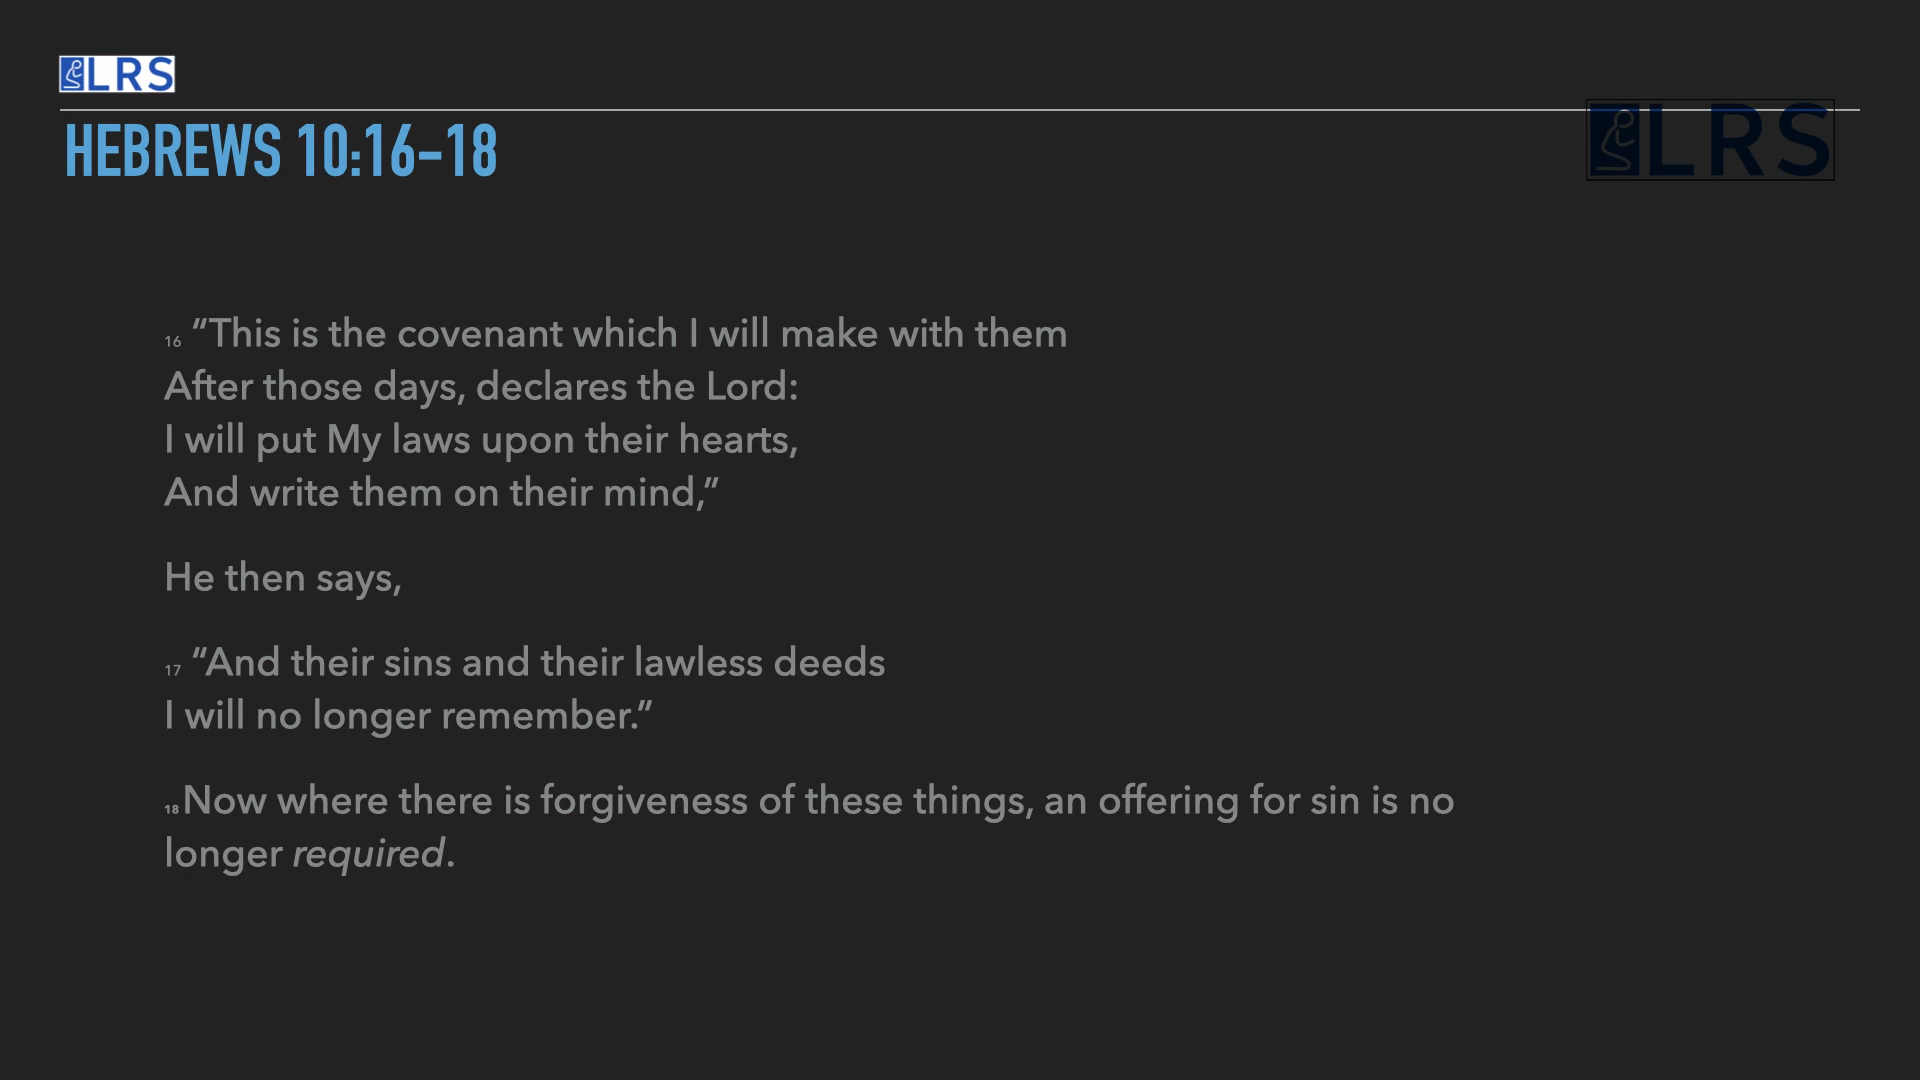 LRS
LRS
HEBREWS 10:16–18
16 “This is the covenant which I will make with them
After those days, declares the Lord:
I will put My laws upon their hearts,
And write them on their mind,”
He then says,
17 “And their sins and their lawless deeds
I will no longer remember.”
18 Now where there is forgiveness of these things, an offering for sin is no
longer required.